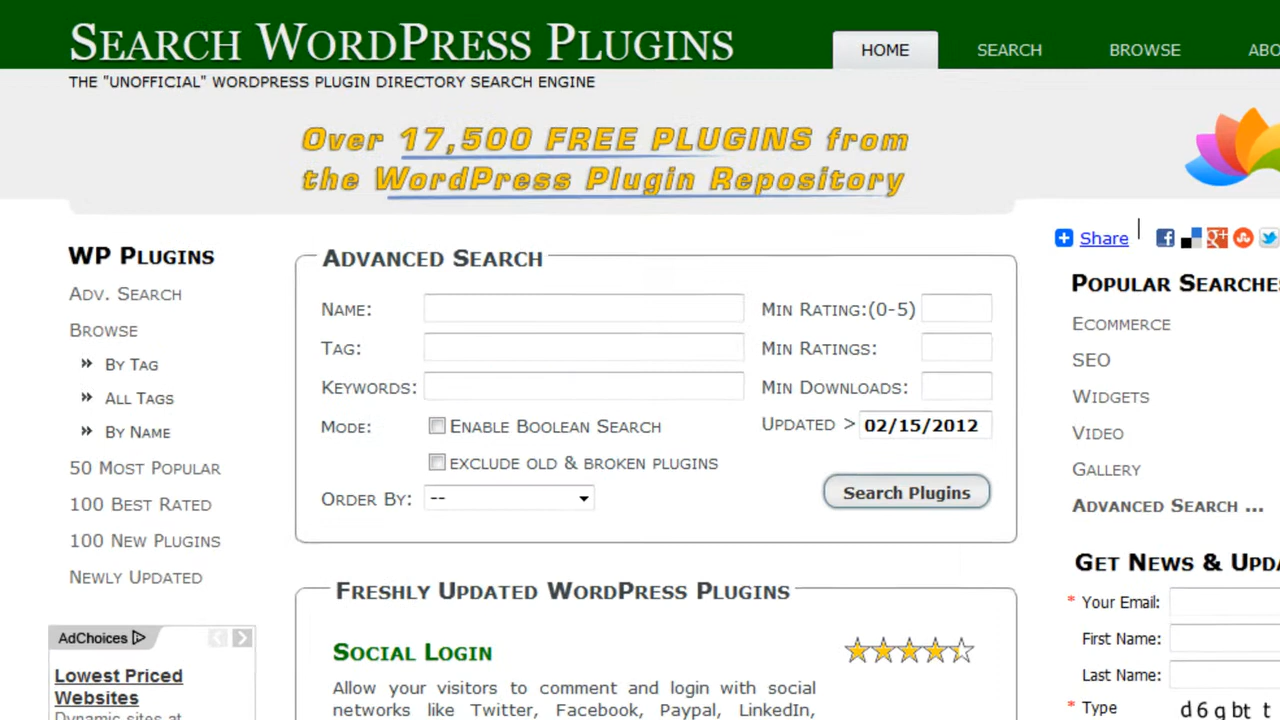 SEARCH WORDPRESS PLUGINS
HOME
SEARCH
BROWSE
THE "UNOFFICIAL" WORDPRESS PLUGIN DIRECTORY SEARCH ENGINE
Over 17,500 FREE PLUGINS from
the WordPress Plugin Repository
WP PLUGINS
ADV. SEARCH
BROWSE
BY TAG
ALL TAGS
BY NAME
50 MOST POPULAR
100 BEST RATED
100 NEW PLUGINS
NEWLY UPDATED
AdChoices
Lowest Priced
Websites
Dynamic sites at
ADVANCED SEARCH
NAME:
MIN RATING:(0-5)
TAG:
MIN RATINGS:
KEYWORDS:
MIN DOWNLOADS:
MODE:
ENABLE BOOLEAN SEARCH
UPDATED >
02/15/2012
EXCLUDE OLD & BROKEN PLUGINS
ORDER BY:
--
Search Plugins
FRESHLY UPDATED WORDPRESS PLUGINS
SOCIAL LOGIN
Allow your visitors to comment and login with social
networks like Twitter, Facebook, Paypal, LinkedIn,
Share
POPULAR SEARCHES
ECOMMERCE
SEO
WIDGETS
VIDEO
GALLERY
ADVANCED SEARCH ...
GET NEWS &
* Your Email:
First Name:
Last Name:
* Type
d 6 g b t t